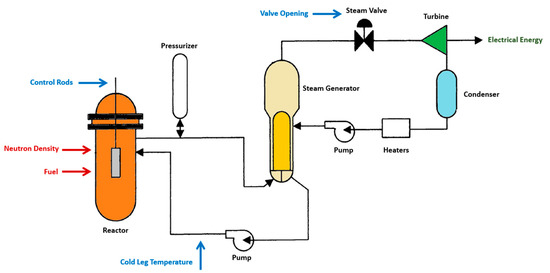 Valve Opening
Steam Valve
Turbine
Electrical Energy
Pressurizer
Control Rods
Steam Generator
Condenser
Neutron Density
Pump
Heaters
Fuel
Reactor
Cold Leg Temperature
Pump